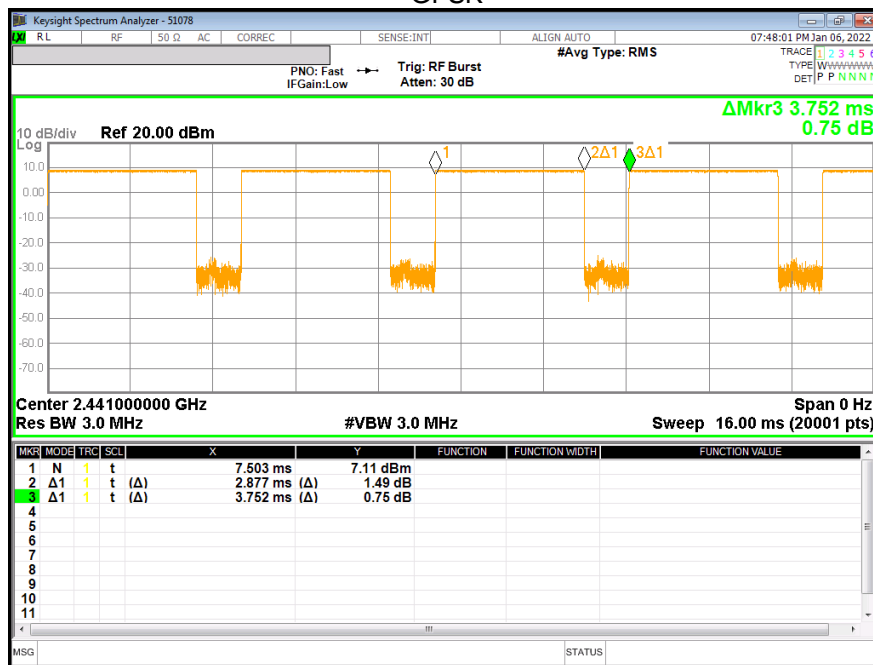 Keysight Spectrum Analyzer - 51078
LXI RL RF 50 Ω AC CORREC SENSE:INT ALIGN AUTO 07:48:01 PM Jan 06, 2022
#Avg Type: RMS
TRACE 1 2 3 4 5 6
PNO: Fast Trig: RF Burst
TYPE WWWWWW
IFGain:Low Atten: 30 dB
DET P P N N N N
ΔMkr3 3.752 ms
0.75 dB
10 dB/div Ref 20.00 dBm
Log
1 2Δ1 3Δ1
10.0
0.00
-10.0
-20.0
-30.0
-40.0
-50.0
-60.0
-70.0
Center 2.441000000 GHz Span 0 Hz
Res BW 3.0 MHz #VBW 3.0 MHz Sweep 16.00 ms (20001 pts)
MKR MODE TRC SCL X Y FUNCTION FUNCTION WIDTH FUNCTION VALUE
1 N 1 t 7.503 ms 7.11 dBm
2 Δ1 1 t (Δ) 2.877 ms (Δ) 1.49 dB
3 Δ1 1 t (Δ) 3.752 ms (Δ) 0.75 dB
4
5
6
7
8
9
10
11
MSG STATUS